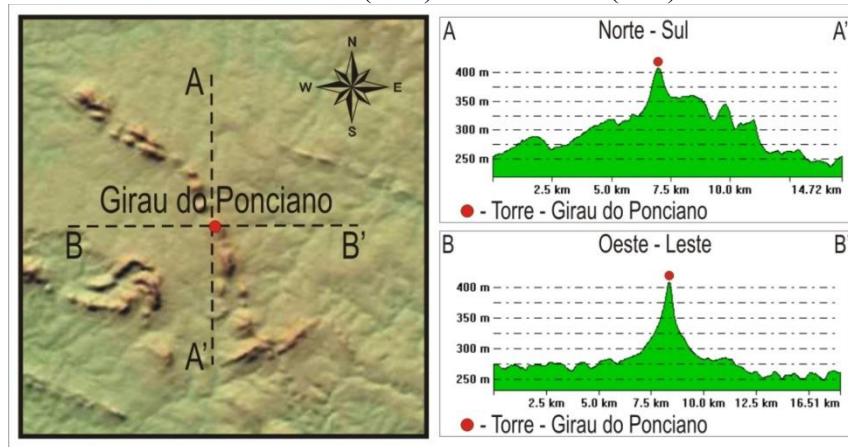 N
W E
S
A
Girau do Ponciano
B B'
A'
A Norte - Sul A'
400 m
350 m
300 m
250 m
2.5 km 5.0 km 7.5 km 10.0 km 14.72 km
- Torre - Girau do Ponciano
B Oeste - Leste B'
400 m
350 m
300 m
250 m
2.5 km 5.0 km 7.5 km 10.0 km 12.5 km 16.51 km
- Torre - Girau do Ponciano